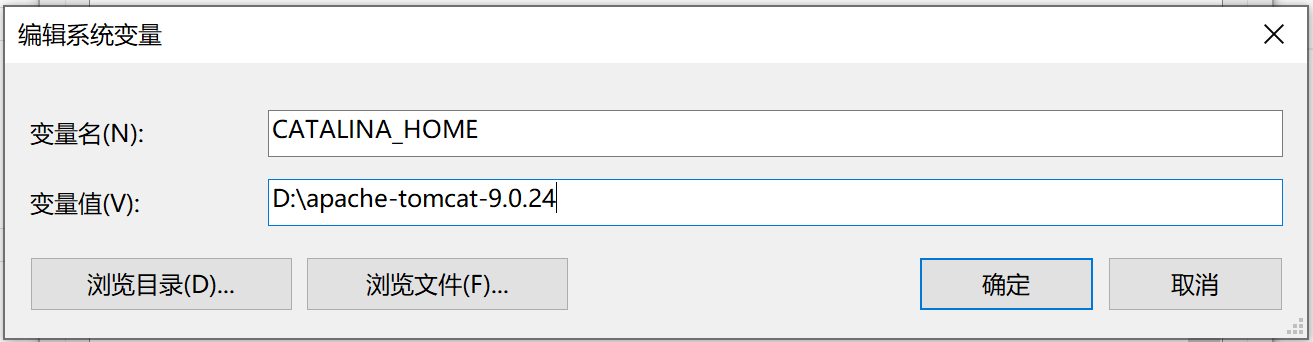 编辑系统变量
变量名(N):
CATALINA_HOME
变量值(V):
D:\apache-tomcat-9.0.24
浏览目录(D)...
浏览文件(F)...
确定
取消